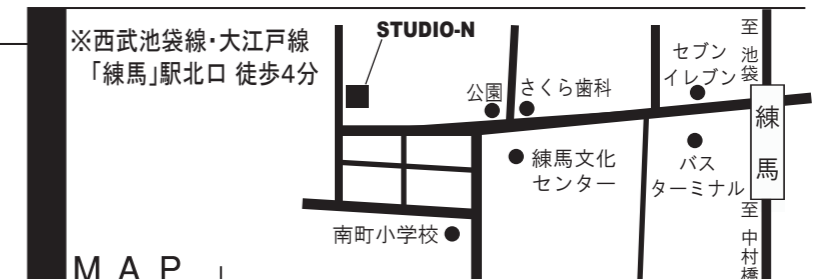 ※西武池袋線・大江戸線
「練馬」駅北口 徒歩4分
STUDIO-N
公園
さくら歯科
セブン
イレブン
至 池袋
練馬
練馬文化
センター
バス
ターミナル
至 中村橋
南町小学校
MAP